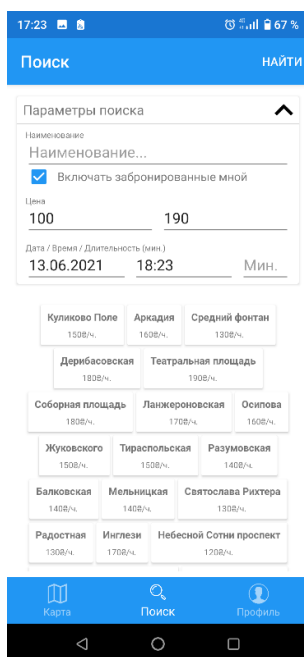 17:23 67 %
Поиск НАЙТИ
Параметры поиска
Наименование
Наименование...
Включать забронированные мной
Цена
100 190
Дата / Время / Длительность (мин.)
13.06.2021 18:23 Мин.
Куликово Поле Аркадия Средний фонтан
150₴/ч. 160₴/ч. 130₴/ч.
Дерибасовская Театральная площадь
180₴/ч. 190₴/ч.
Соборная площадь Ланжероновская Осипова
180₴/ч. 170₴/ч. 160₴/ч.
Жуковского Тираспольская Разумовская
150₴/ч. 150₴/ч. 140₴/ч.
Балковская Мельницкая Святослава Рихтера
140₴/ч. 140₴/ч. 130₴/ч.
Радостная Инглези Небесной Сотни проспект
130₴/ч. 170₴/ч. 120₴/ч.
Карта Поиск Профиль